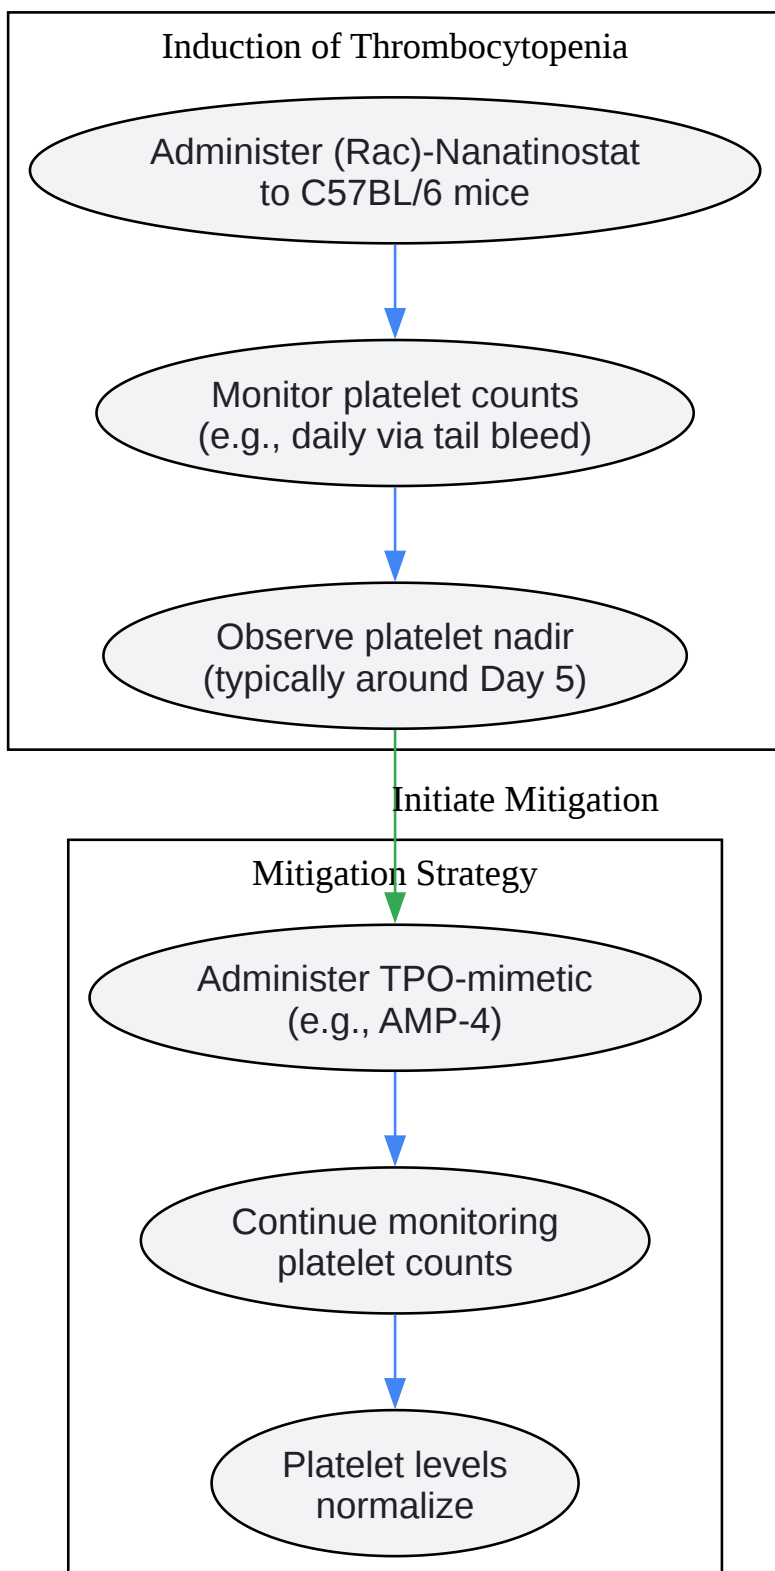 Induction of Thrombocytopenia
Administer (Rac)-Nanatinostat
to C57BL/6 mice
Monitor platelet counts
(e.g., daily via tail bleed)
Observe platelet nadir
(typically around Day 5)
Initiate Mitigation
Mitigation Strategy
Administer TPO-mimetic
(e.g., AMP-4)
Continue monitoring
platelet counts
Platelet levels
normalize